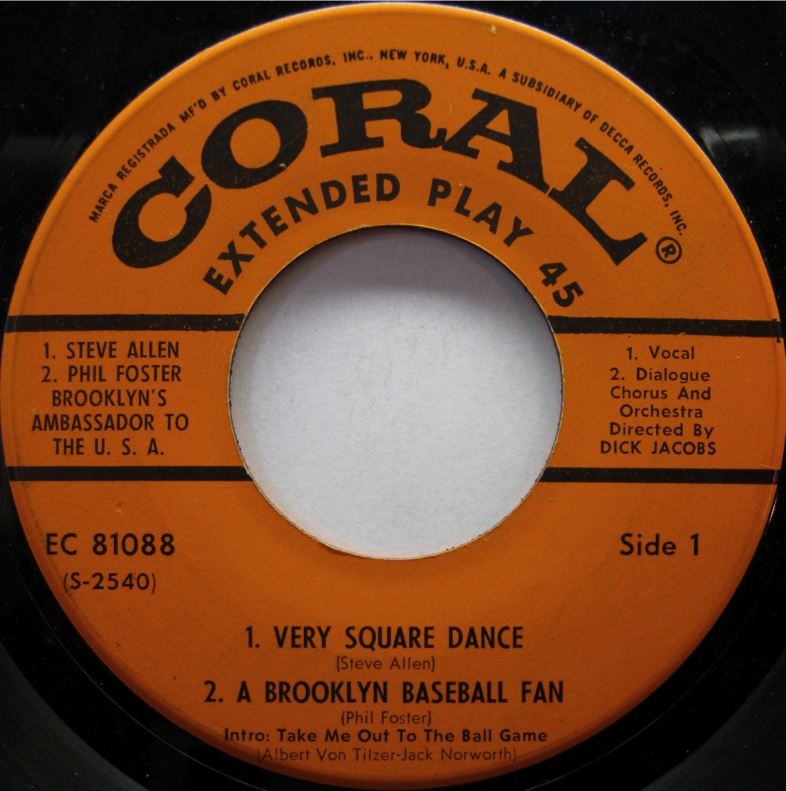 MARCA REGISTRADA MF'D BY CORAL RECORDS, INC., NEW YORK, U.S.A. A SUBSIDIARY OF DECCA RECORDS, INC.
CORAL®
EXTENDED PLAY 45
1. STEVE ALLEN
2. PHIL FOSTER
BROOKLYN'S
AMBASSADOR TO
THE U. S. A.
1. Vocal
2. Dialogue
Chorus And
Orchestra
Directed By
DICK JACOBS
EC 81088
(S-2540)
Side 1
1. VERY SQUARE DANCE
(Steve Allen)
2. A BROOKLYN BASEBALL FAN
(Phil Foster)
Intro: Take Me Out To The Ball Game
(Albert Von Tilzer-Jack Norworth)